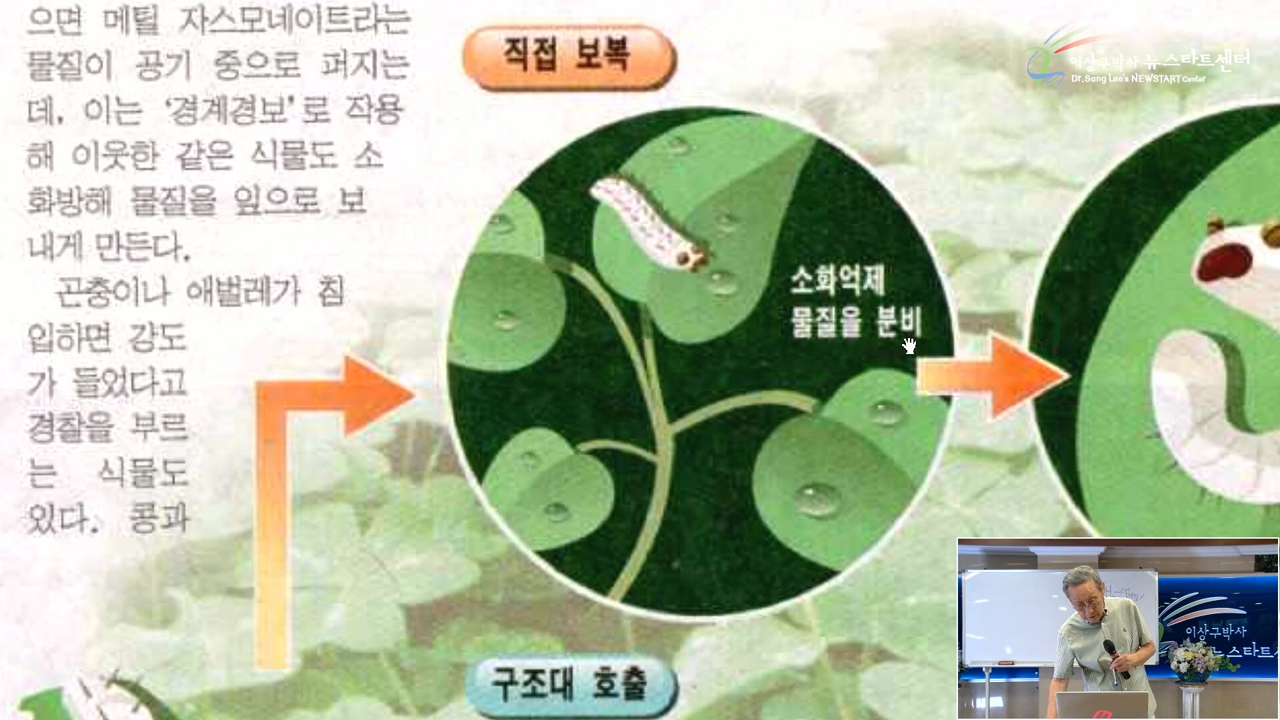 으면 메틸 자스모네이트라는
물질이 공기 중으로 퍼지는
데, 이는 ‘경계경보’로 작용
해 이웃한 같은 식물도 소
화방해 물질을 잎으로 보
내게 만든다.
곤충이나 애벌레가 침
입하면 강도
가 들었다고
경찰을 부르
는 식물도
있다. 콩과
직접 보복
소화억제
물질을 분비
구조대 호출
이상구박사 뉴스타트센터
Dr.Sang Lee's NEWSTART Center
이상구박사
뉴스타트